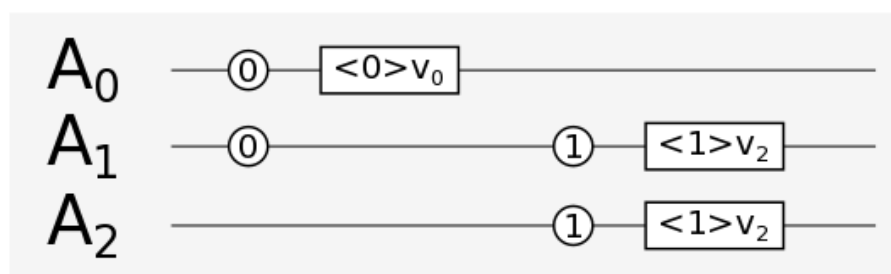 A₀ 0 <0>v₀
A₁ 0 1 <1>v₂
A₂ 1 <1>v₂